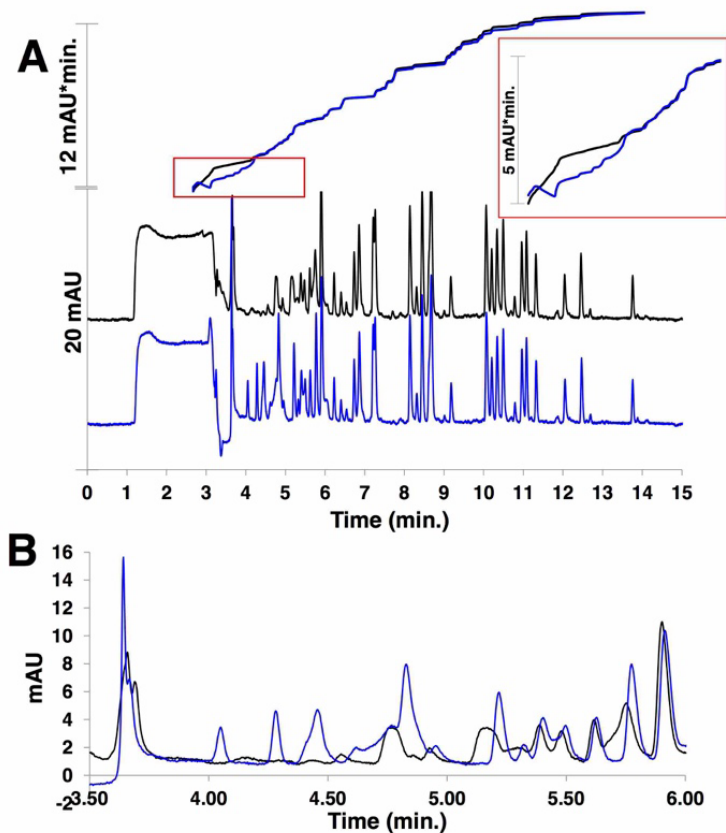 A
12 mAU*min.
5 mAU*min.
20 mAU
0 1 2 3 4 5 6 7 8 9 10 11 12 13 14 15
Time (min.)
B
16
14
12
10
8
6
4
2
0
-2
mAU
3.50 4.00 4.50 5.00 5.50 6.00
Time (min.)